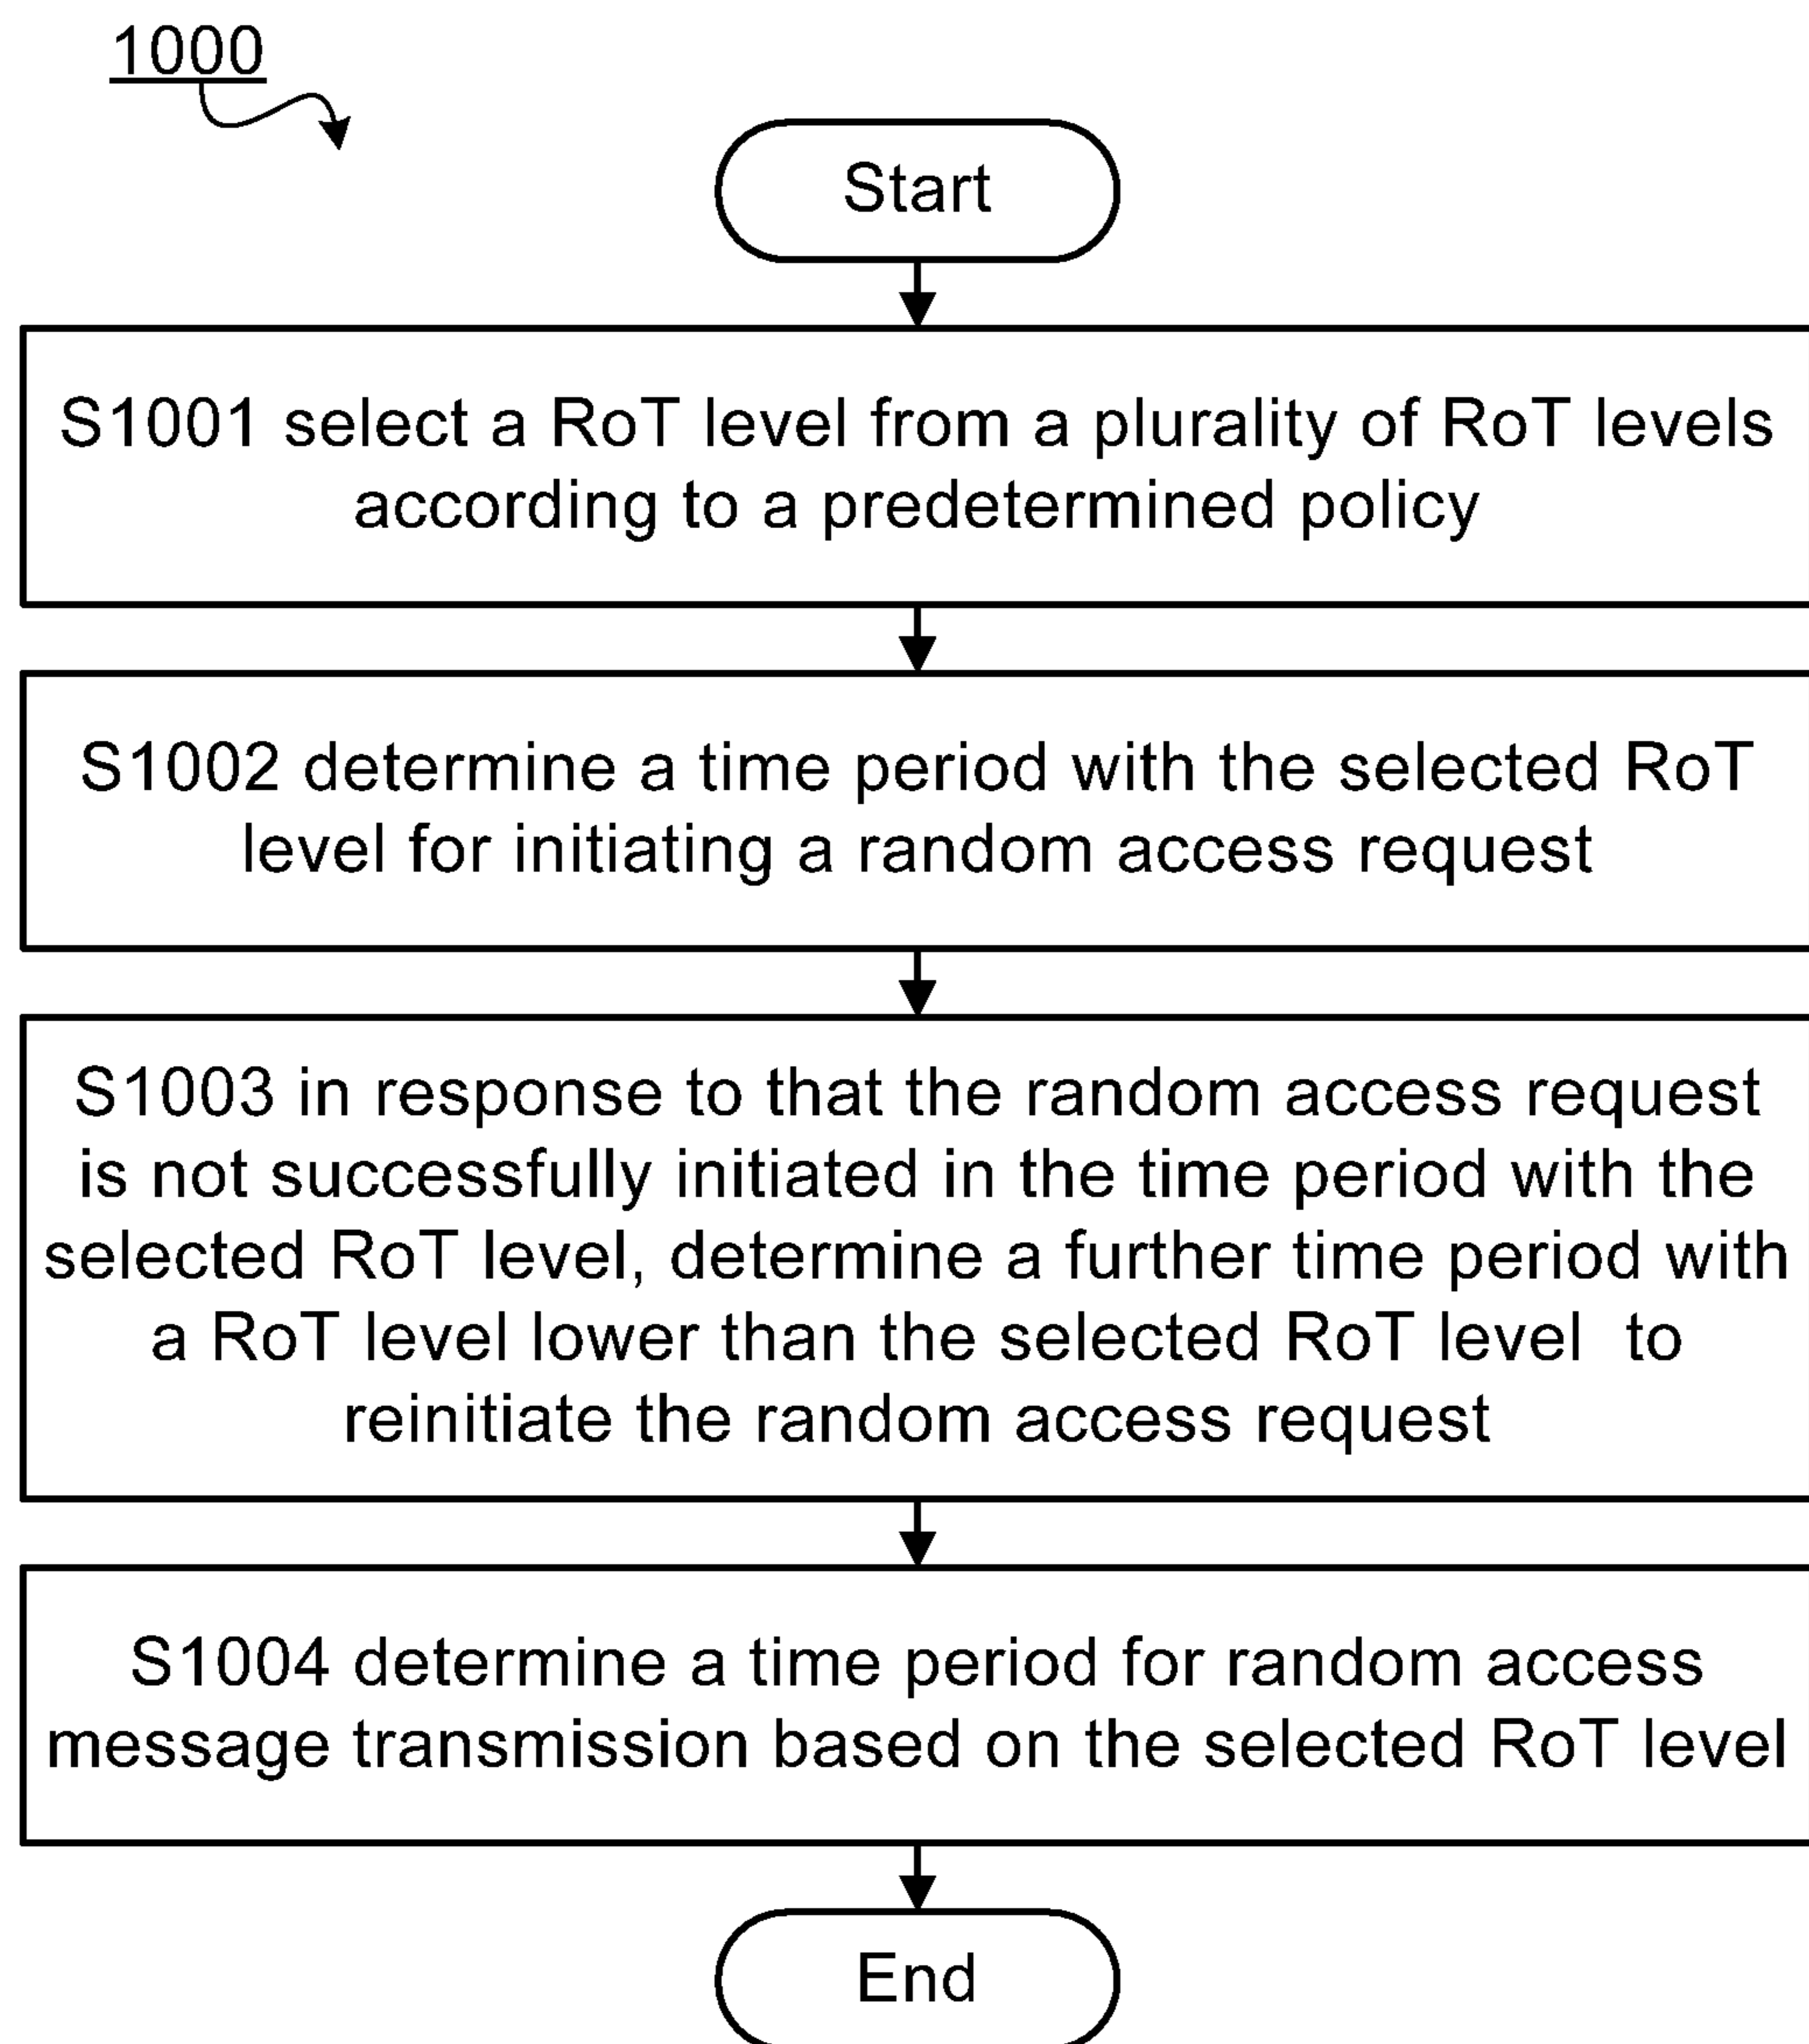 1000
Start
S1001 select a RoT level from a plurality of RoT levels
according to a predetermined policy
S1002 determine a time period with the selected RoT
level for initiating a random access request
S1003 in response to that the random access request
is not successfully initiated in the time period with the
selected RoT level, determine a further time period with
a RoT level lower than the selected RoT level to
reinitiate the random access request
S1004 determine a time period for random access
message transmission based on the selected RoT level
End